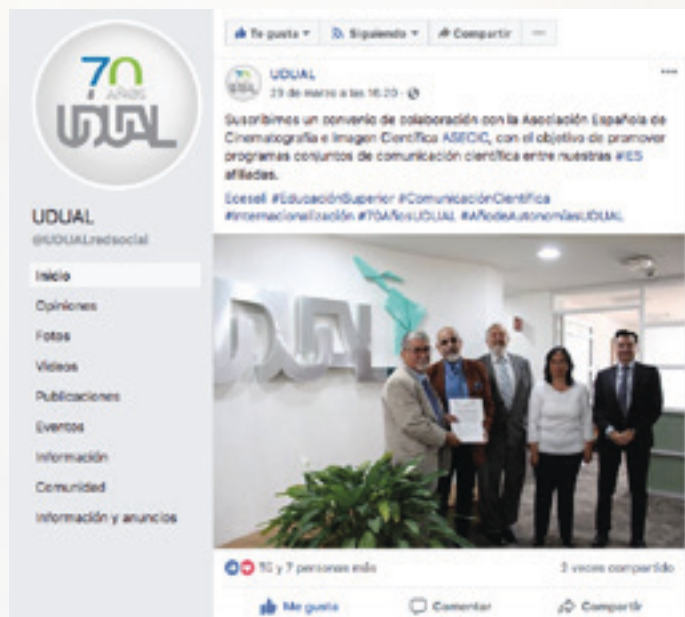 70
AÑOS
UDUAL
UDUAL
@UDUALredsocial
Inicio
Opiniones
Fotos
Videos
Publicaciones
Eventos
Información
Comunidad
Información y anuncios
Te gusta Siguiendo Compartir
UDUAL
29 de marzo a las 16:20
Suscribimos un convenio de colaboración con la Asociación Española de
Cinematografía e Imagen Científica ASECIC, con el objetivo de promover
programas conjuntos de comunicación científica entre nuestras #IES
afiliadas.
#EducaciónSuperior #ComunicaciónCientífica
#Internacionalización #70AñosUDUAL #AñodeAutonomíasUDUAL
UDUAL
y 7 personas más
veces compartido
Me gusta Comentar Compartir